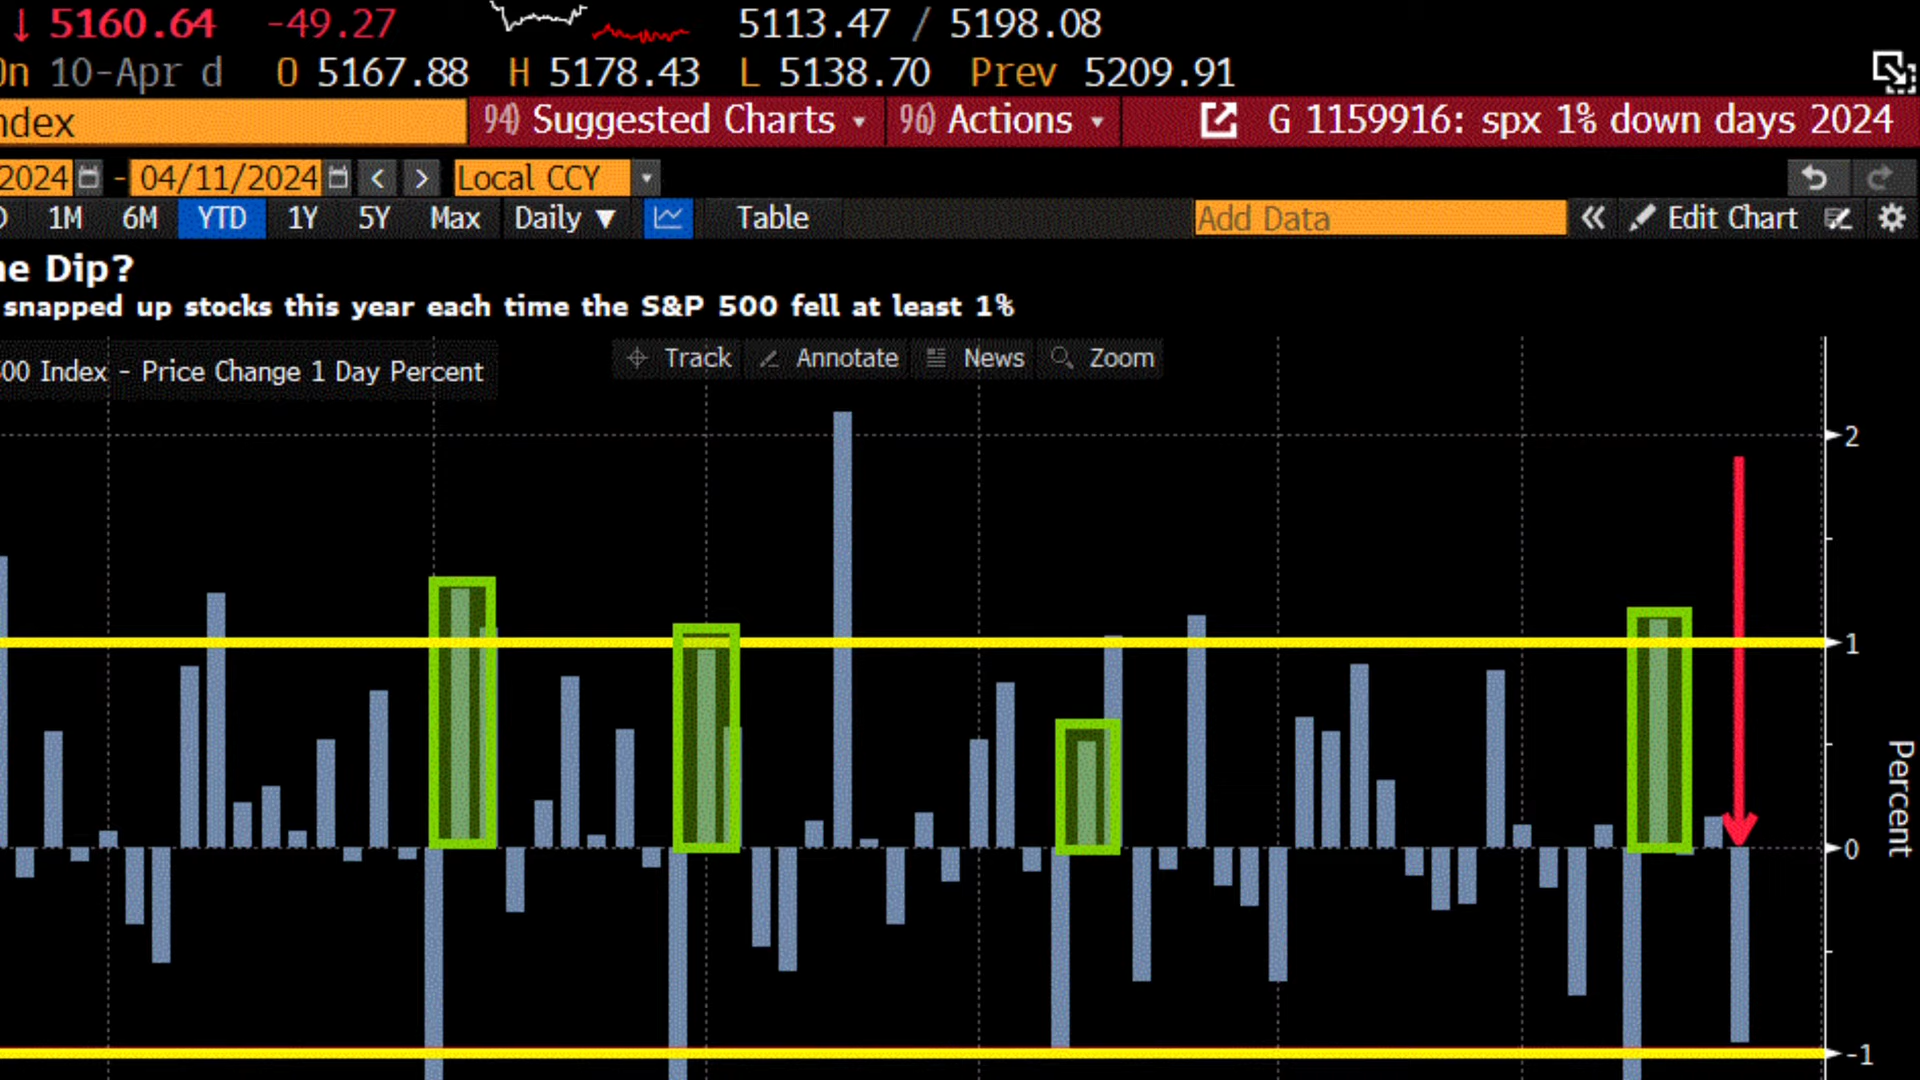 ↓ 5160.64 -49.27 5113.47 / 5198.08
On 10-Apr d O 5167.88 H 5178.43 L 5138.70 Prev 5209.91
ndex 94) Suggested Charts 96) Actions G 1159916: spx 1% down days 2024
2024 - 04/11/2024 < > Local CCY
D 1M 6M YTD 1Y 5Y Max Daily ▼ Table Add Data « Edit Chart
ne Dip?
snapped up stocks this year each time the S&P 500 fell at least 1%
Track Annotate News Zoom
00 Index - Price Change 1 Day Percent
2
1
0
-1
Percent